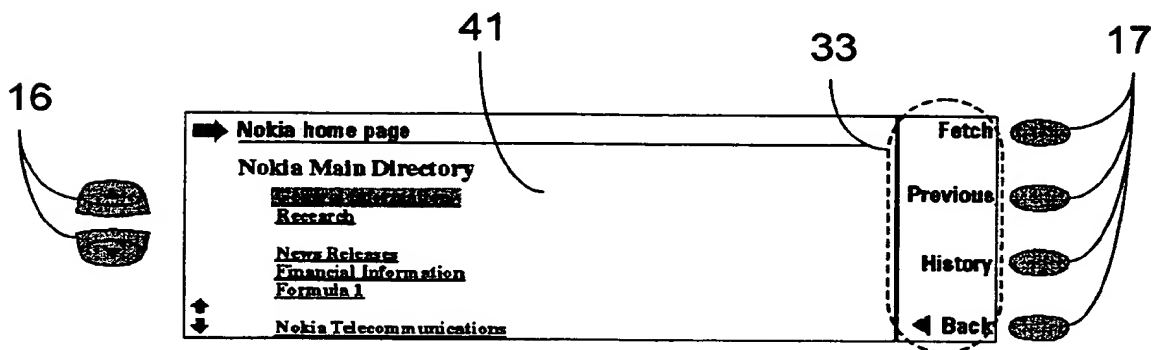 41
33
17
16
Nokia home page
Fetch
Nokia Main Directory
Previous
Research
News Releases
History
Financial Information
Formula 1
Back
Nokia Telecommunications